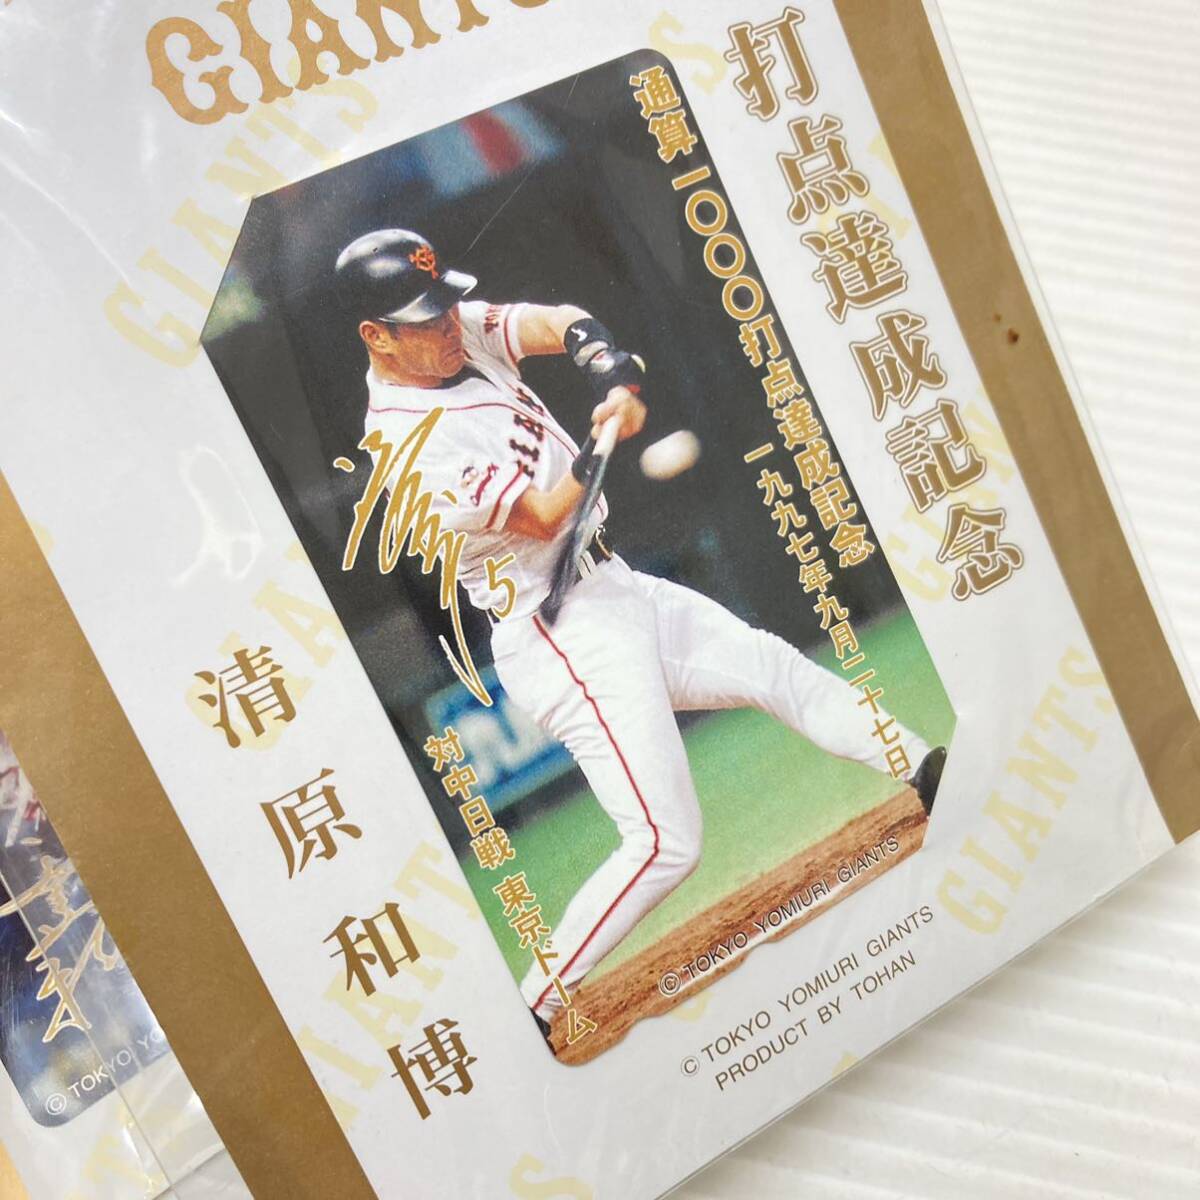 GIANTS
打点達成記念
通算一〇〇〇打点達成記念
一九九七年九月二十七日
5
対中日戦 東京ドーム
© TOKYO YOMIURI GIANTS
清原和博
© TOKYO YOMIURI GIANTS
PRODUCT BY TOHAN
© TOKYO YO